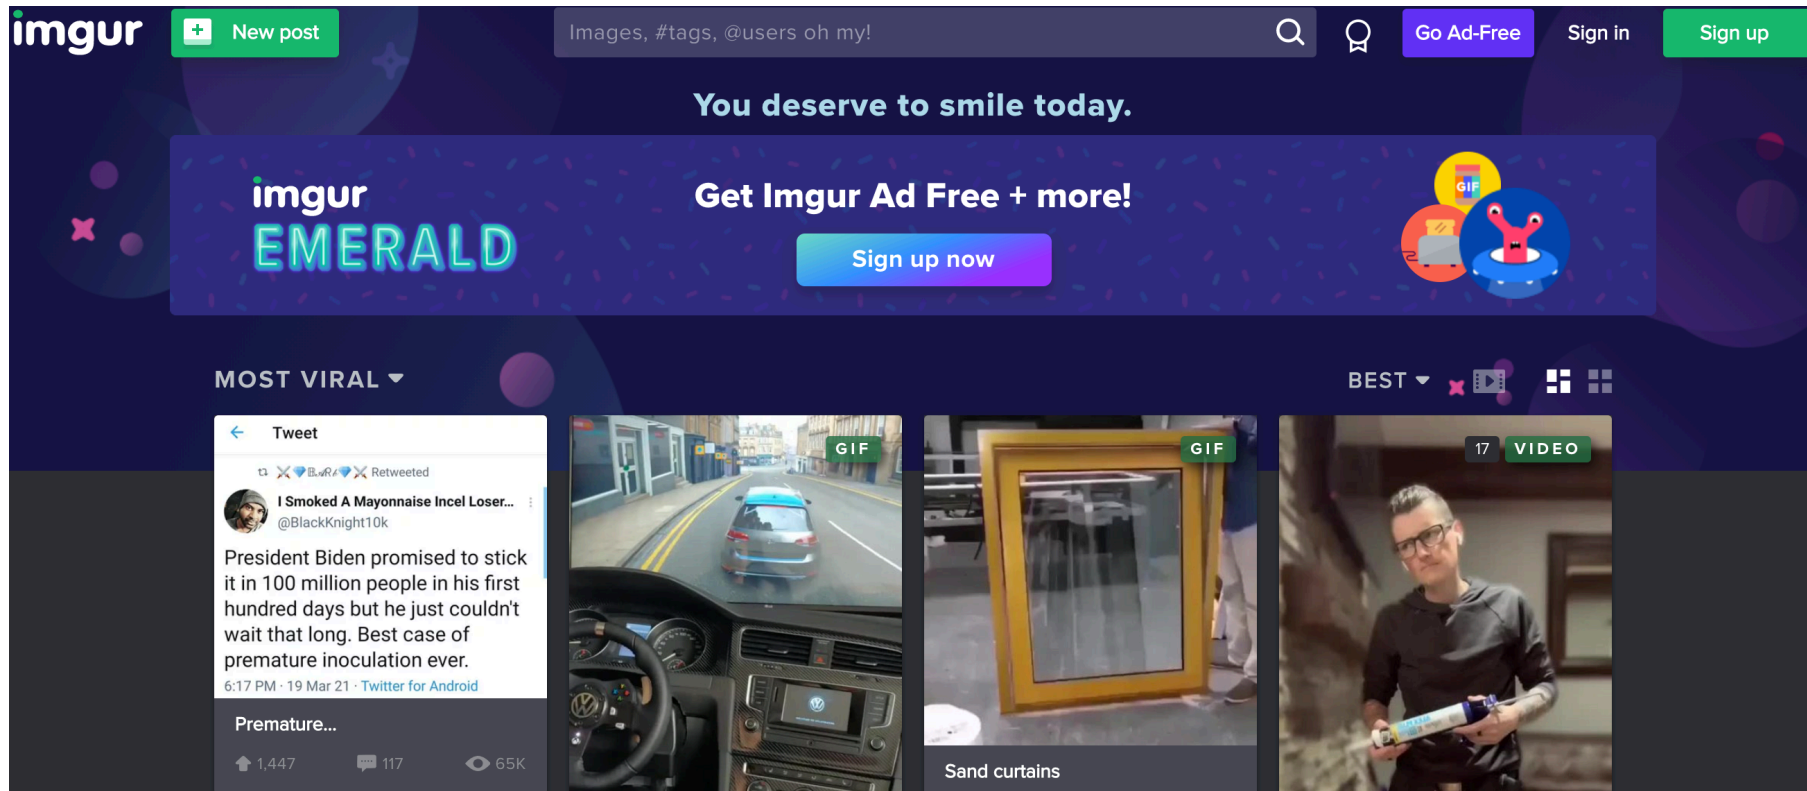 imgur
New post
Images, #tags, @users oh my!
Go Ad-Free
Sign in
Sign up
You deserve to smile today.
imgur
EMERALD
Get Imgur Ad Free + more!
Sign up now
GIF
MOST VIRAL
BEST
Tweet
Retweeted
I Smoked A Mayonnaise Incel Loser...
@BlackKnight10k
President Biden promised to stick
it in 100 million people in his first
hundred days but he just couldn't
wait that long. Best case of
premature inoculation ever.
6:17 PM · 19 Mar 21 · Twitter for Android
Premature...
1,447
117
65K
GIF
GIF
Sand curtains
17
VIDEO